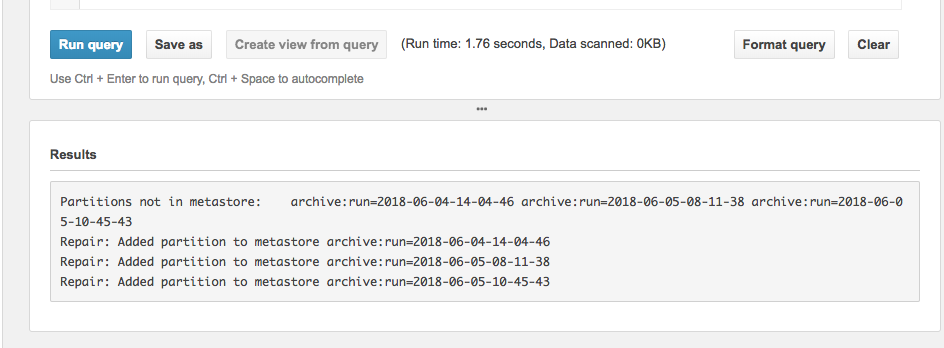 Run query Save as Create view from query (Run time: 1.76 seconds, Data scanned: 0KB) Format query Clear
Use Ctrl + Enter to run query, Ctrl + Space to autocomplete
Results
Partitions not in metastore:    archive:run=2018-06-04-14-04-46 archive:run=2018-06-05-08-11-38 archive:run=2018-06-0
5-10-45-43
Repair: Added partition to metastore archive:run=2018-06-04-14-04-46
Repair: Added partition to metastore archive:run=2018-06-05-08-11-38
Repair: Added partition to metastore archive:run=2018-06-05-10-45-43